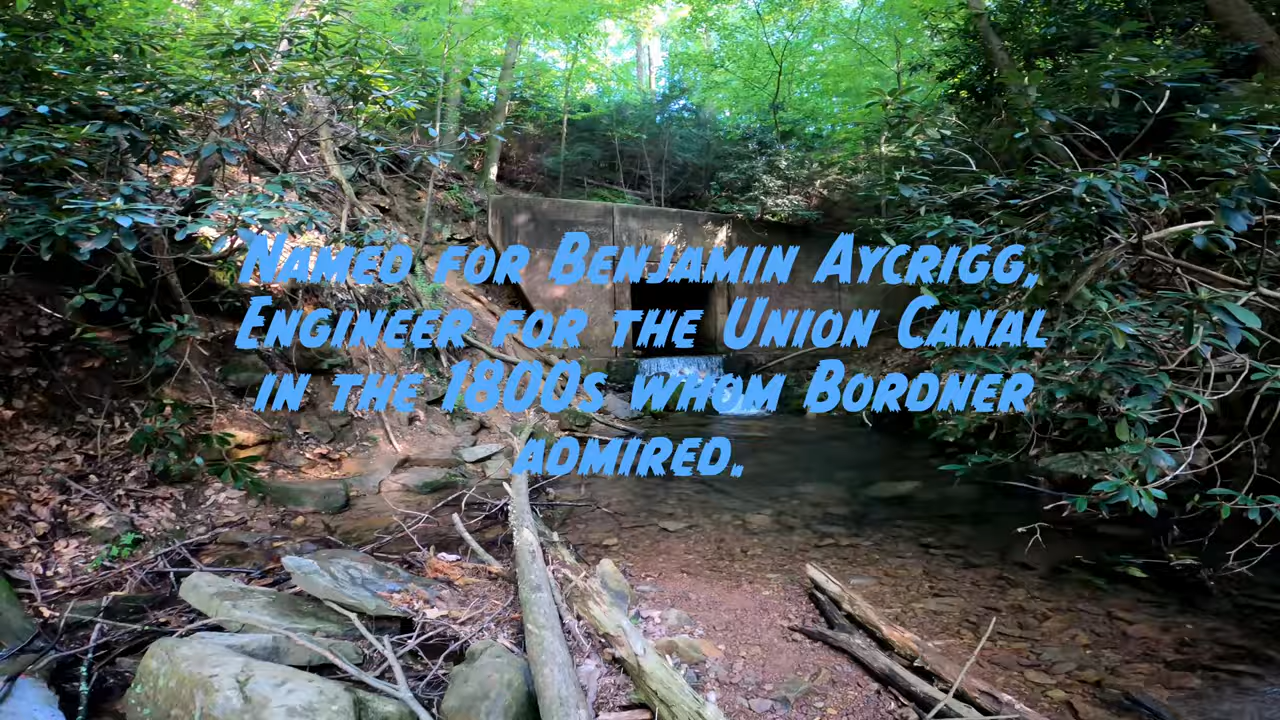 Named for Benjamin Aycrigg,
Engineer for the Union Canal
in the 1800s whom Bordner
admired.